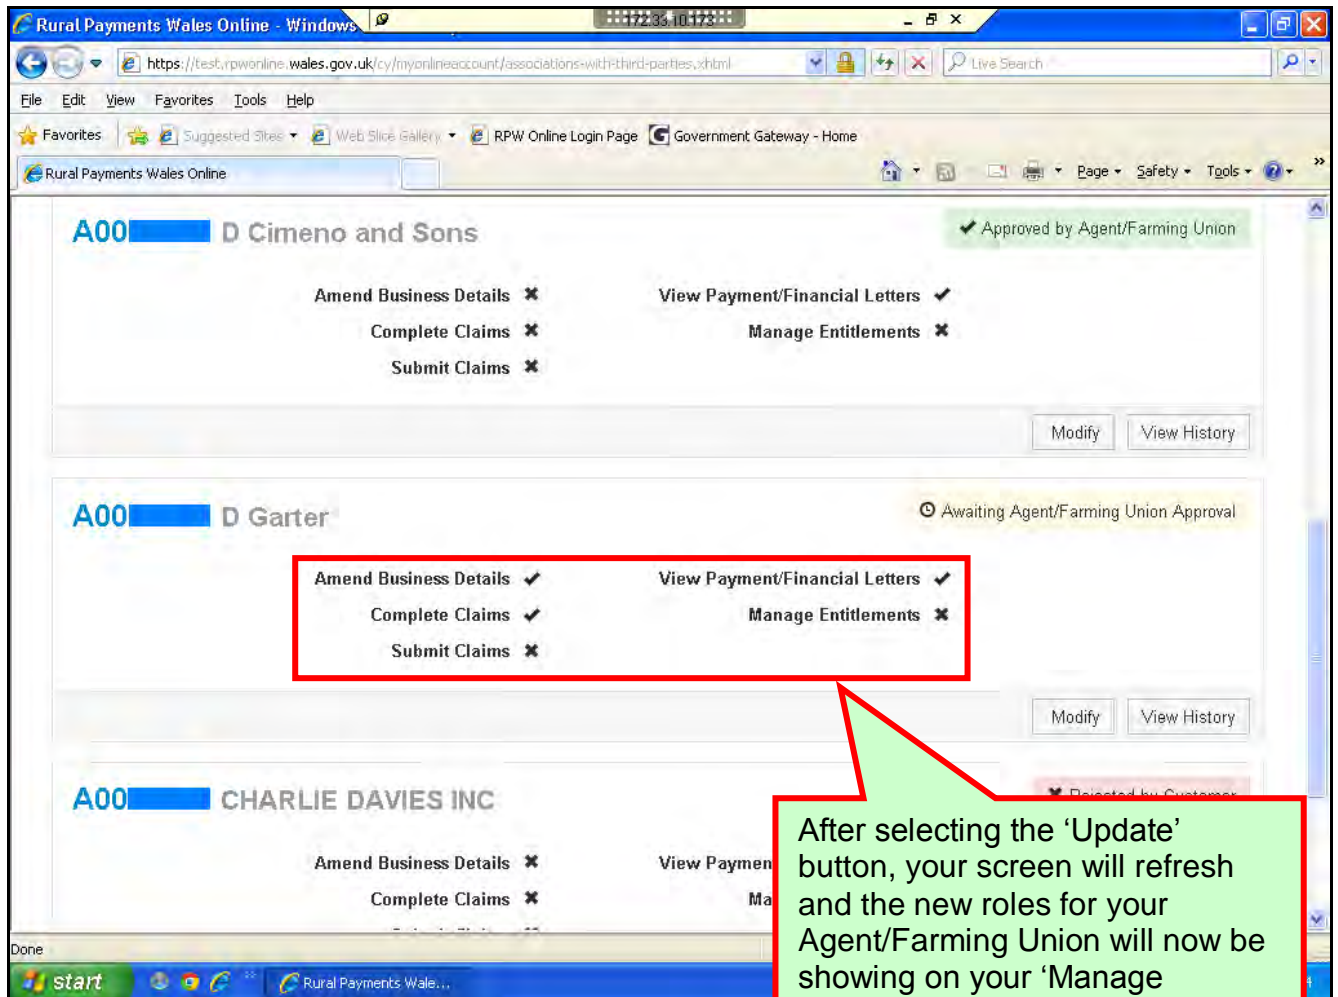 Rural Payments Wales Online - Windows
172.33.10.173
https://test.rpwonline.wales.gov.uk/cy/myonlineaccount/associations-with-third-parties.xhtml
Live Search
File Edit View Favorites Tools Help
Favorites Suggested Sites Web Slice Gallery RPW Online Login Page Government Gateway - Home
Rural Payments Wales Online
Page Safety Tools »
A00 D Cimeno and Sons
✔ Approved by Agent/Farming Union
Amend Business Details ✖ View Payment/Financial Letters ✔
Complete Claims ✖ Manage Entitlements ✖
Submit Claims ✖
Modify View History
A00 D Garter
Awaiting Agent/Farming Union Approval
Amend Business Details ✔ View Payment/Financial Letters ✔
Complete Claims ✔ Manage Entitlements ✖
Submit Claims ✖
Modify View History
A00 CHARLIE DAVIES INC
✖ Rejected by Customer
Amend Business Details ✖ View Paymen
Complete Claims ✖ Ma
After selecting the ‘Update’
button, your screen will refresh
and the new roles for your
Agent/Farming Union will now be
showing on your ‘Manage
Done
start Rural Payments Wale...